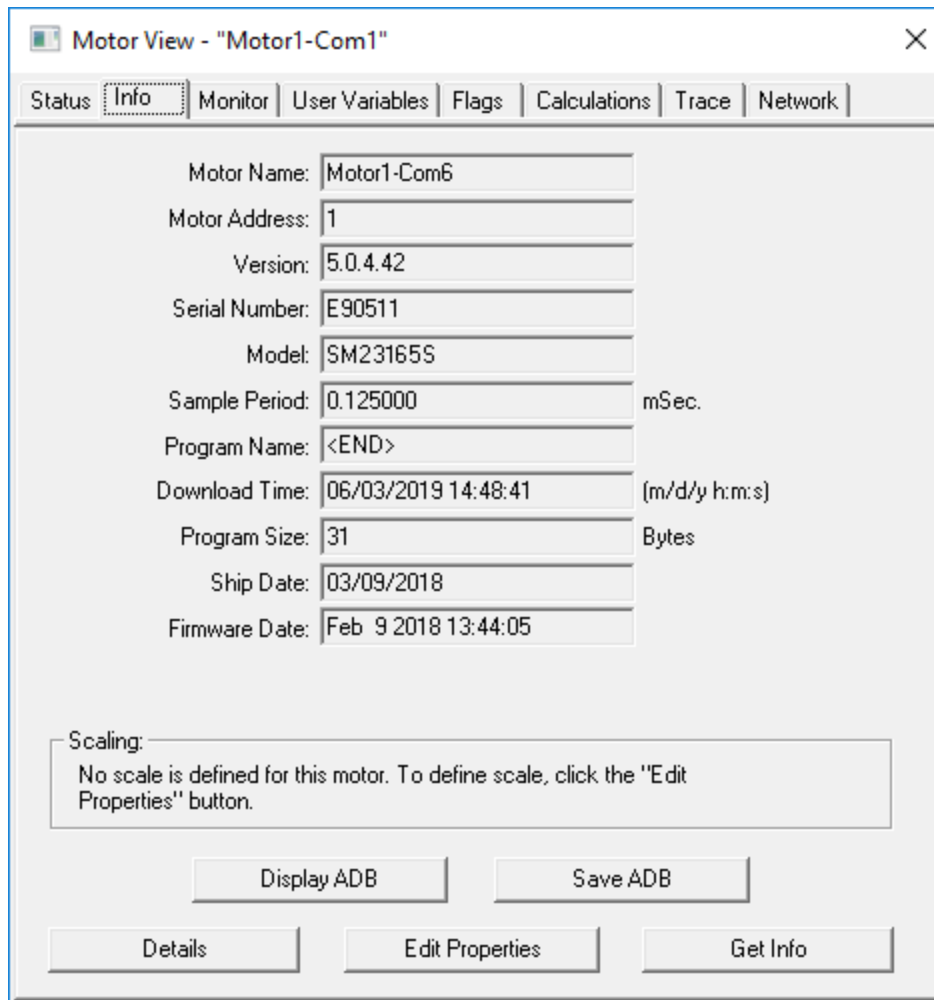 Motor View - "Motor1-Com1"
Status Info Monitor User Variables Flags Calculations Trace Network
Motor Name: Motor1-Com6
Motor Address: 1
Version: 5.0.4.42
Serial Number: E90511
Model: SM23165S
Sample Period: 0.125000 mSec.
Program Name: <END>
Download Time: 06/03/2019 14:48:41 (m/d/y h:m:s)
Program Size: 31 Bytes
Ship Date: 03/09/2018
Firmware Date: Feb  9 2018 13:44:05
Scaling:
No scale is defined for this motor. To define scale, click the "Edit
Properties" button.
Display ADB Save ADB
Details Edit Properties Get Info